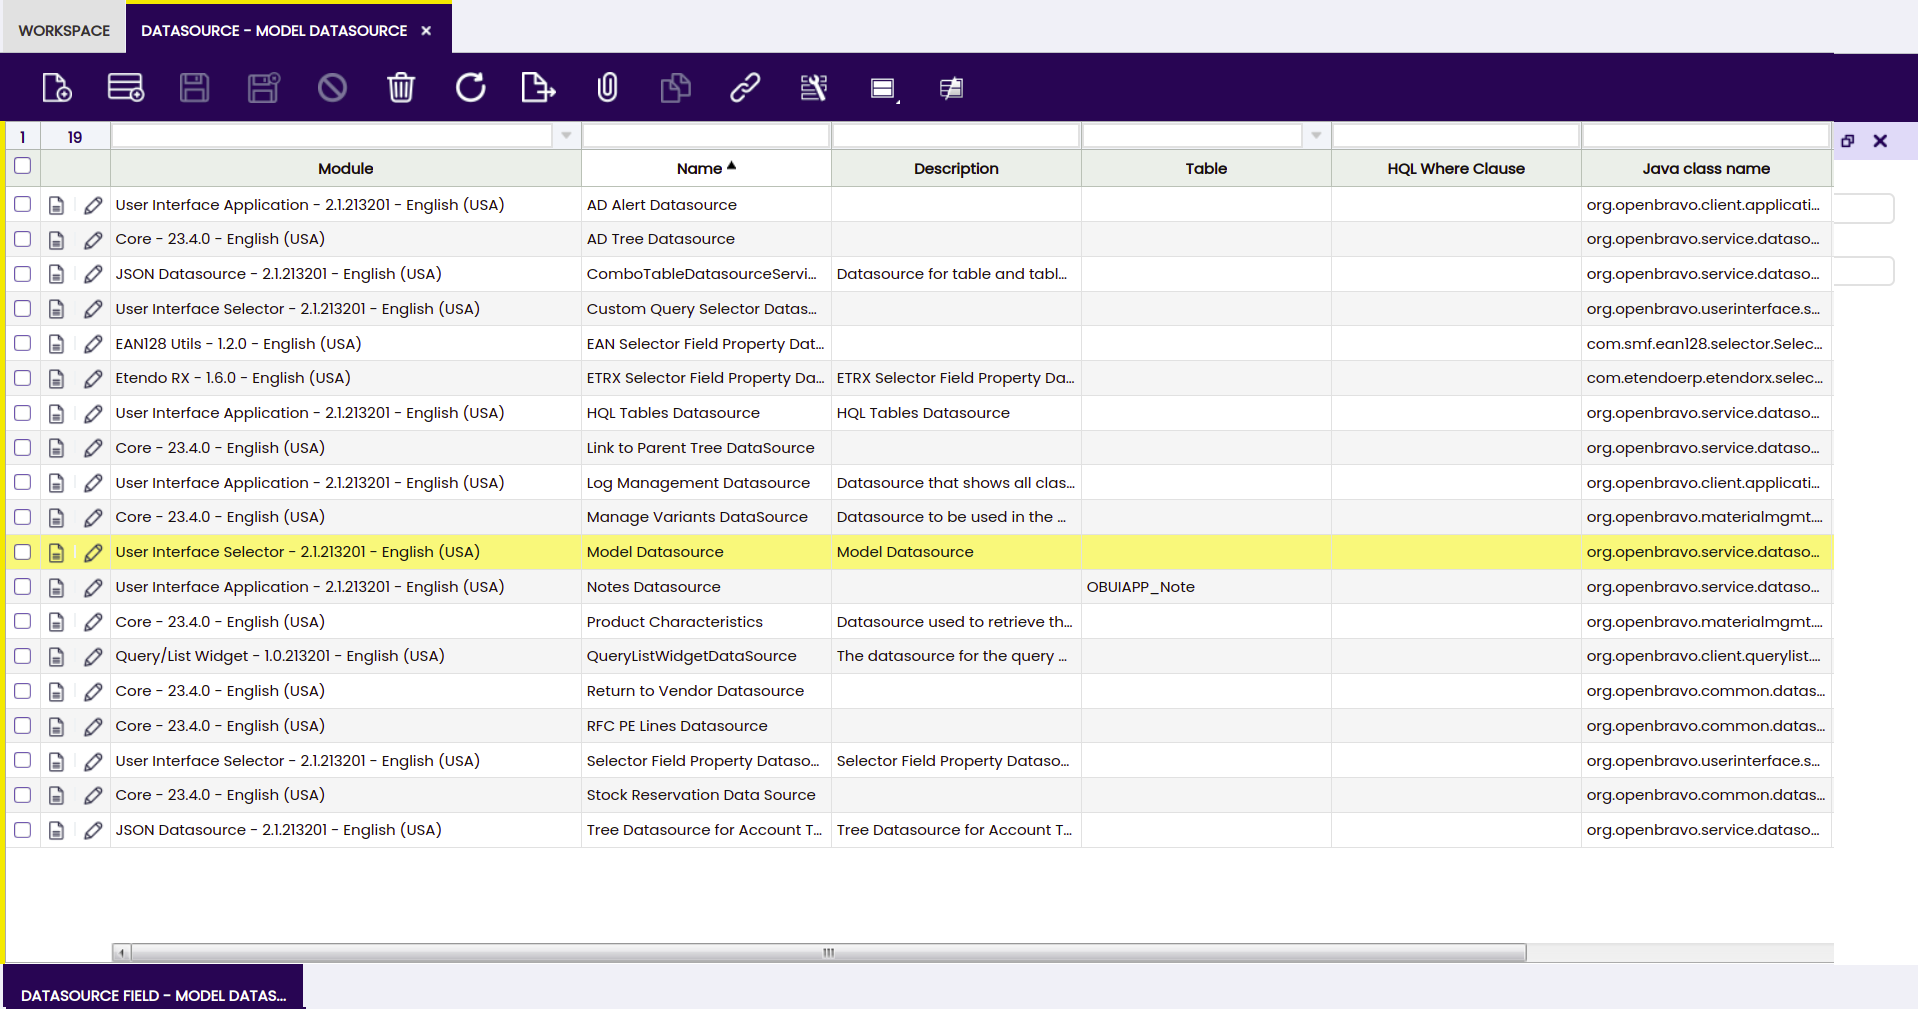 WORKSPACE DATASOURCE - MODEL DATASOURCE
1 19
Module Name Description Table HQL Where Clause Java class name
User Interface Application - 2.1.213201 - English (USA) AD Alert Datasource org.openbravo.client.applicati...
Core - 23.4.0 - English (USA) AD Tree Datasource org.openbravo.service.dataso...
JSON Datasource - 2.1.213201 - English (USA) ComboTableDatasourceServi... Datasource for table and tabl... org.openbravo.service.dataso...
User Interface Selector - 2.1.213201 - English (USA) Custom Query Selector Datas... org.openbravo.userinterface.s...
EAN128 Utils - 1.2.0 - English (USA) EAN Selector Field Property Dat... com.smf.ean128.selector.Selec...
Etendo RX - 1.6.0 - English (USA) ETRX Selector Field Property Da... ETRX Selector Field Property Da... com.etendoerp.etendorx.selec...
User Interface Application - 2.1.213201 - English (USA) HQL Tables Datasource HQL Tables Datasource org.openbravo.service.dataso...
Core - 23.4.0 - English (USA) Link to Parent Tree DataSource org.openbravo.service.dataso...
User Interface Application - 2.1.213201 - English (USA) Log Management Datasource Datasource that shows all clas... org.openbravo.client.applicati...
Core - 23.4.0 - English (USA) Manage Variants DataSource Datasource to be used in the ... org.openbravo.materialmgmt....
User Interface Selector - 2.1.213201 - English (USA) Model Datasource Model Datasource org.openbravo.service.dataso...
User Interface Application - 2.1.213201 - English (USA) Notes Datasource OBUIAPP_Note org.openbravo.service.dataso...
Core - 23.4.0 - English (USA) Product Characteristics Datasource used to retrieve th... org.openbravo.materialmgmt....
Query/List Widget - 1.0.213201 - English (USA) QueryListWidgetDataSource The datasource for the query ... org.openbravo.client.querylist....
Core - 23.4.0 - English (USA) Return to Vendor Datasource org.openbravo.common.datas...
Core - 23.4.0 - English (USA) RFC PE Lines Datasource org.openbravo.common.datas...
User Interface Selector - 2.1.213201 - English (USA) Selector Field Property Dataso... Selector Field Property Dataso... org.openbravo.userinterface.s...
Core - 23.4.0 - English (USA) Stock Reservation Data Source org.openbravo.common.datas...
JSON Datasource - 2.1.213201 - English (USA) Tree Datasource for Account T... Tree Datasource for Account T... org.openbravo.service.dataso...
DATASOURCE FIELD - MODEL DATAS...